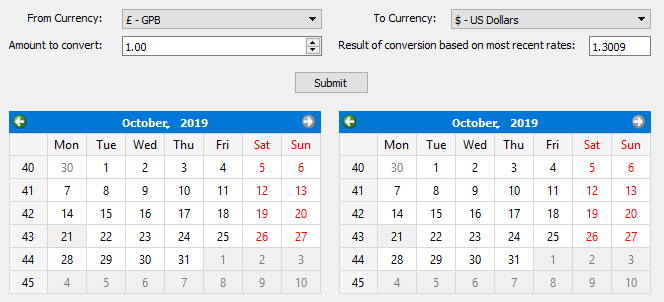 From Currency: £ - GPB To Currency: $ - US Dollars
Amount to convert: 1.00 Result of conversion based on most recent rates: 1.3009
Submit
October, 2019 October, 2019
Mon Tue Wed Thu Fri Sat Sun Mon Tue Wed Thu Fri Sat Sun
40 30 1 2 3 4 5 6 40 30 1 2 3 4 5 6
41 7 8 9 10 11 12 13 41 7 8 9 10 11 12 13
42 14 15 16 17 18 19 20 42 14 15 16 17 18 19 20
43 21 22 23 24 25 26 27 43 21 22 23 24 25 26 27
44 28 29 30 31 1 2 3 44 28 29 30 31 1 2 3
45 4 5 6 7 8 9 10 45 4 5 6 7 8 9 10